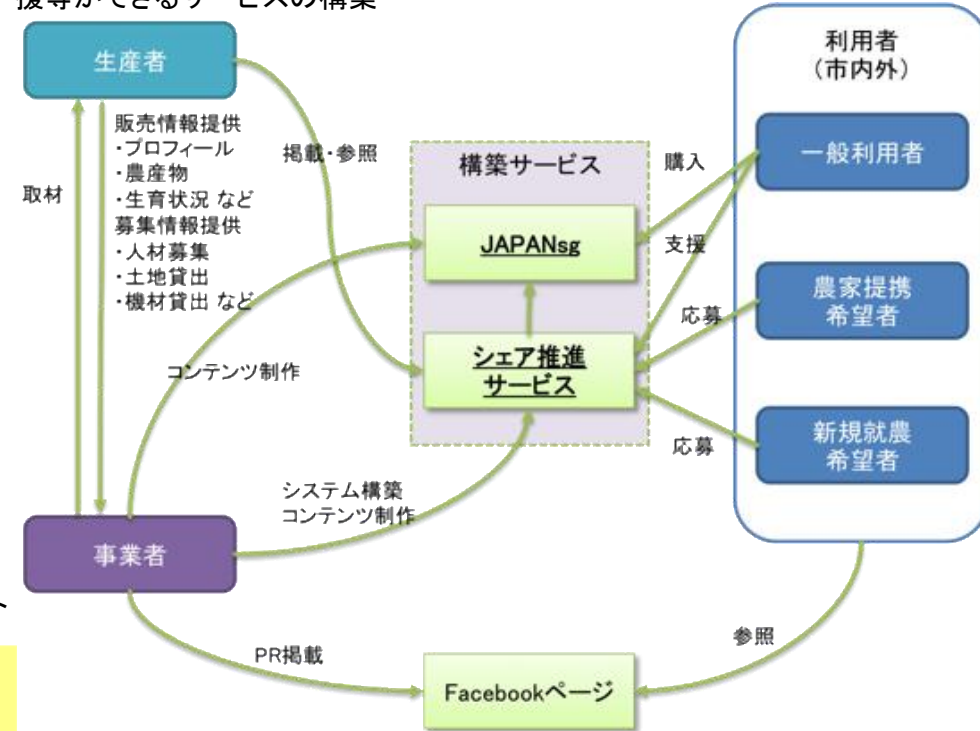 援等ができるサービスの構築
生産者
利用者
（市内外）
販売情報提供
・プロフィール
・農産物
・生育状況 など
募集情報提供
・人材募集
・土地貸出
・機材貸出 など
取材
掲載・参照
構築サービス
購入
一般利用者
JAPANsg
支援
農家提携
希望者
応募
シェア推進
サービス
コンテンツ制作
新規就農
希望者
応募
システム構築
コンテンツ制作
事業者
参照
PR掲載
Facebookページ